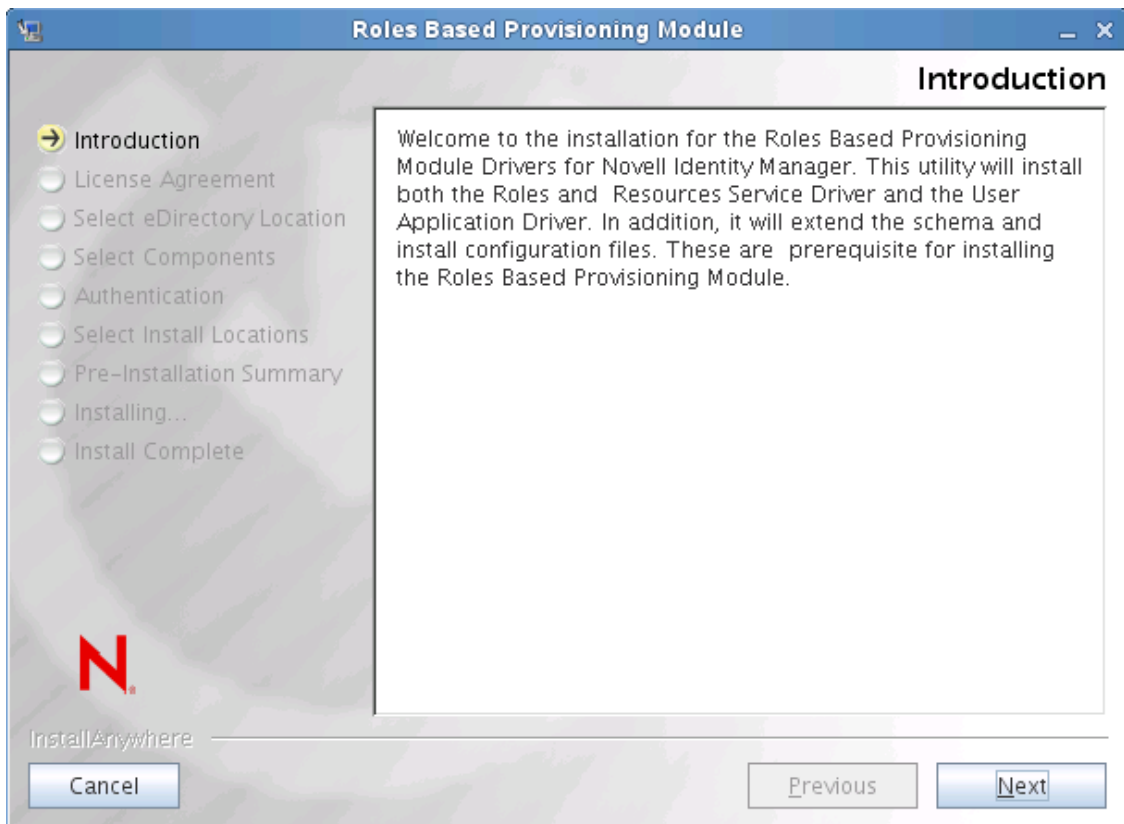 Roles Based Provisioning Module
Introduction
Introduction
License Agreement
Select eDirectory Location
Select Components
Authentication
Select Install Locations
Pre-Installation Summary
Installing...
Install Complete
Welcome to the installation for the Roles Based Provisioning
Module Drivers for Novell Identity Manager. This utility will install
both the Roles and  Resources Service Driver and the User
Application Driver. In addition, it will extend the schema and
install configuration files. These are  prerequisite for installing
the Roles Based Provisioning Module.
N
InstallAnywhere
Cancel
Previous
Next